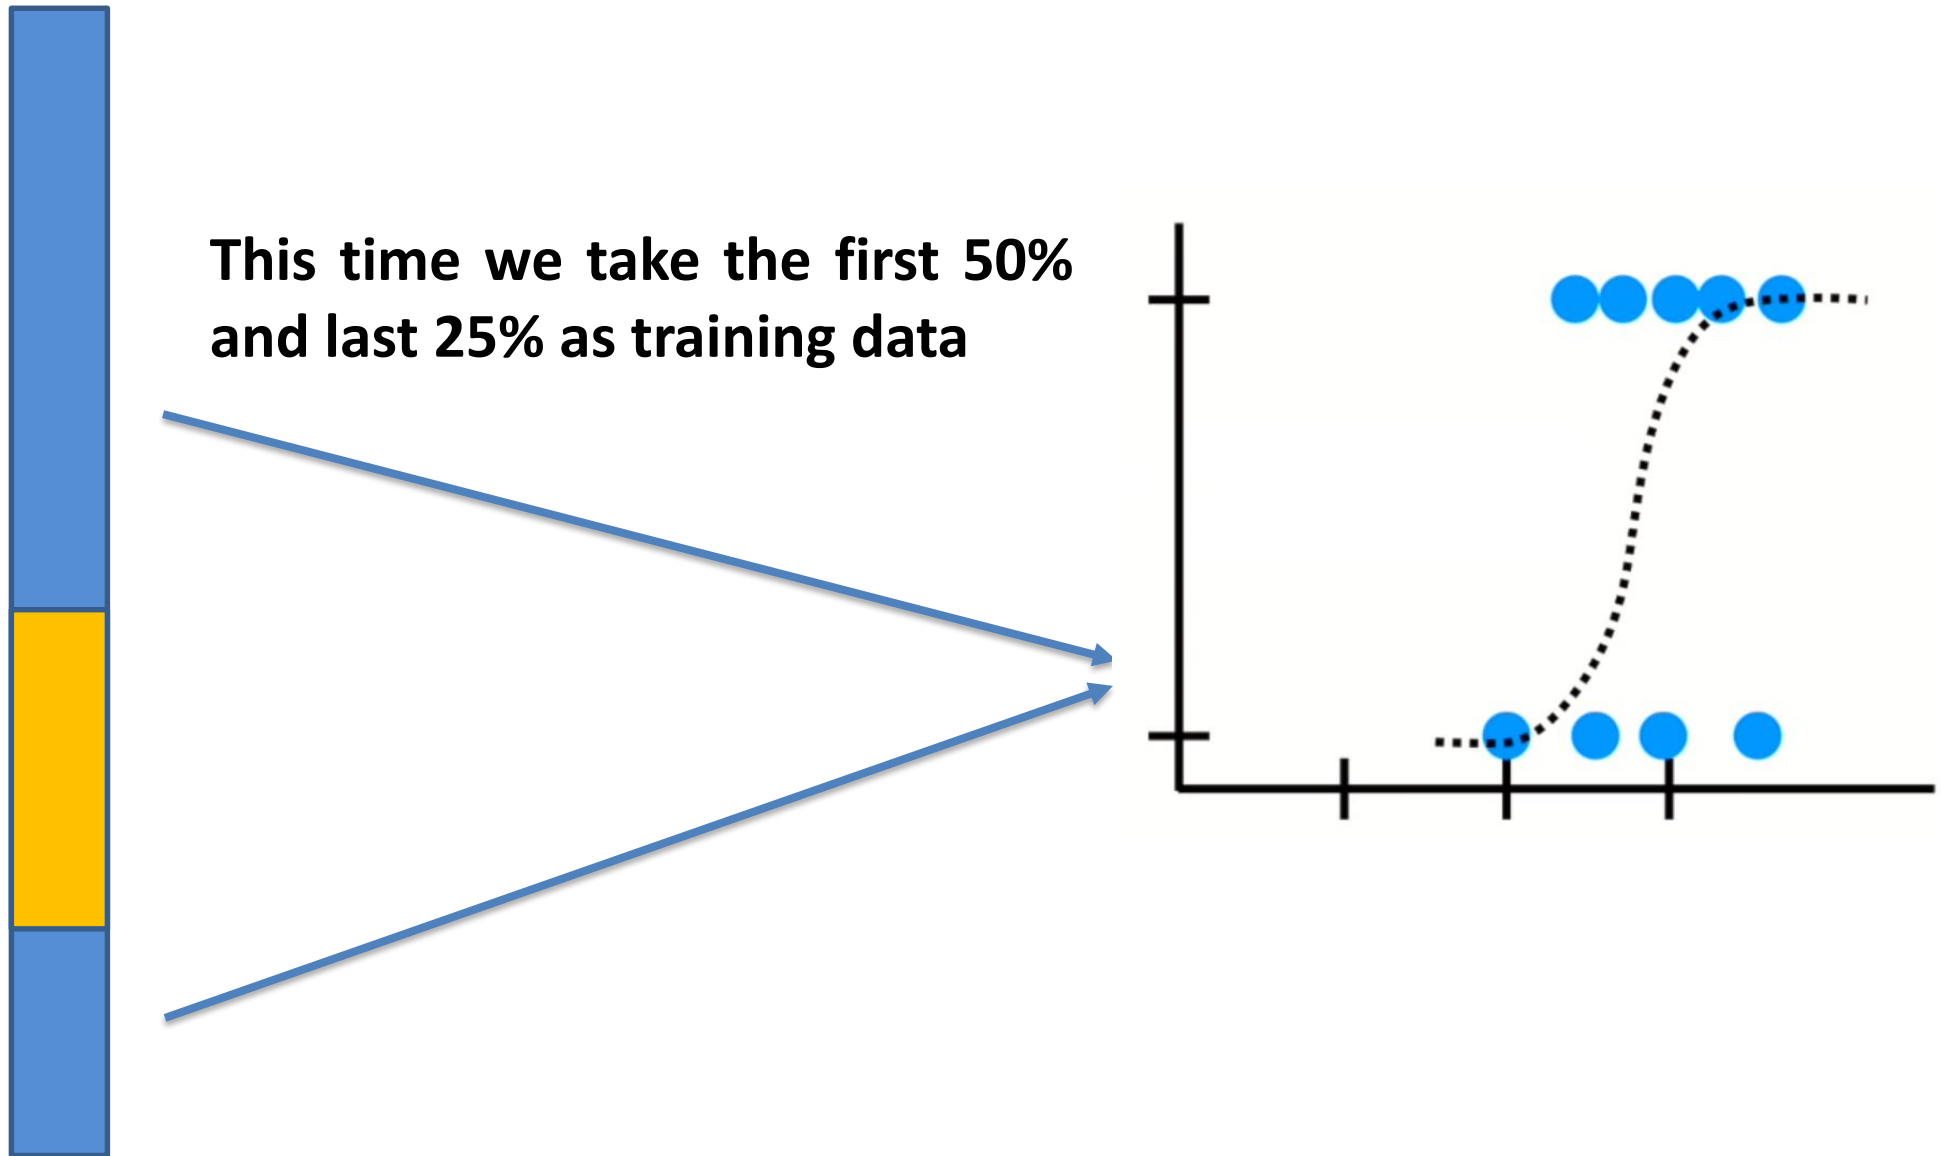 This time we take the first 50%
and last 25% as training data